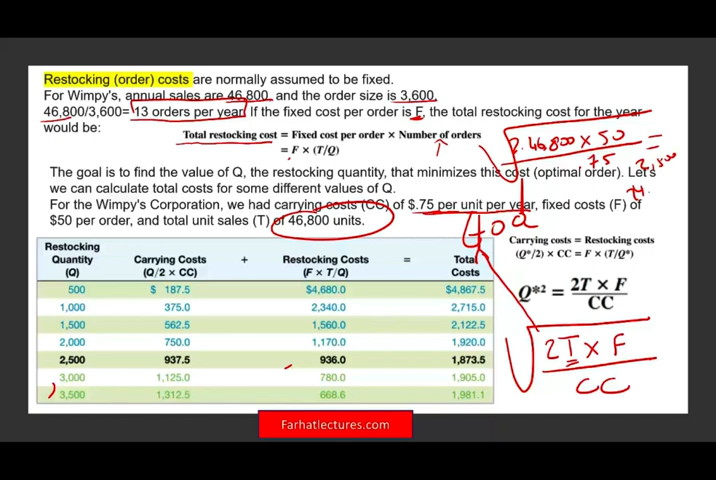 Restocking (order) costs are normally assumed to be fixed.
For Wimpy's, annual sales are 46,800, and the order size is 3,600.
46,800/3,600= 13 orders per year. If the fixed cost per order is F, the total restocking cost for the year
would be:
Total restocking cost = Fixed cost per order × Number of orders
= F × (T/Q)
2.46,800 × 50
75
=
2,500
The goal is to find the value of Q, the restocking quantity, that minimizes this cost (optimal order). Let's
we can calculate total costs for some different values of Q.
For the Wimpy's Corporation, we had carrying costs (CC) of $.75 per unit per year, fixed costs (F) of
$50 per order, and total unit sales (T) of 46,800 units.
Restocking Quantity (Q) Carrying Costs (Q/2 × CC) + Restocking Costs (F × T/Q) = Total Costs
500 $ 187.5 $4,680.0 $4,867.5
1,000 375.0 2,340.0 2,715.0
1,500 562.5 1,560.0 2,122.5
2,000 750.0 1,170.0 1,920.0
2,500 937.5 936.0 1,873.5
3,000 1,125.0 780.0 1,905.0
3,500 1,312.5 668.6 1,981.1
Carrying costs = Restocking costs
(Q*/2) × CC = F × (T/Q*)
Q*2 = 2T × F
CC
2T × F
CC
Farhatlectures.com